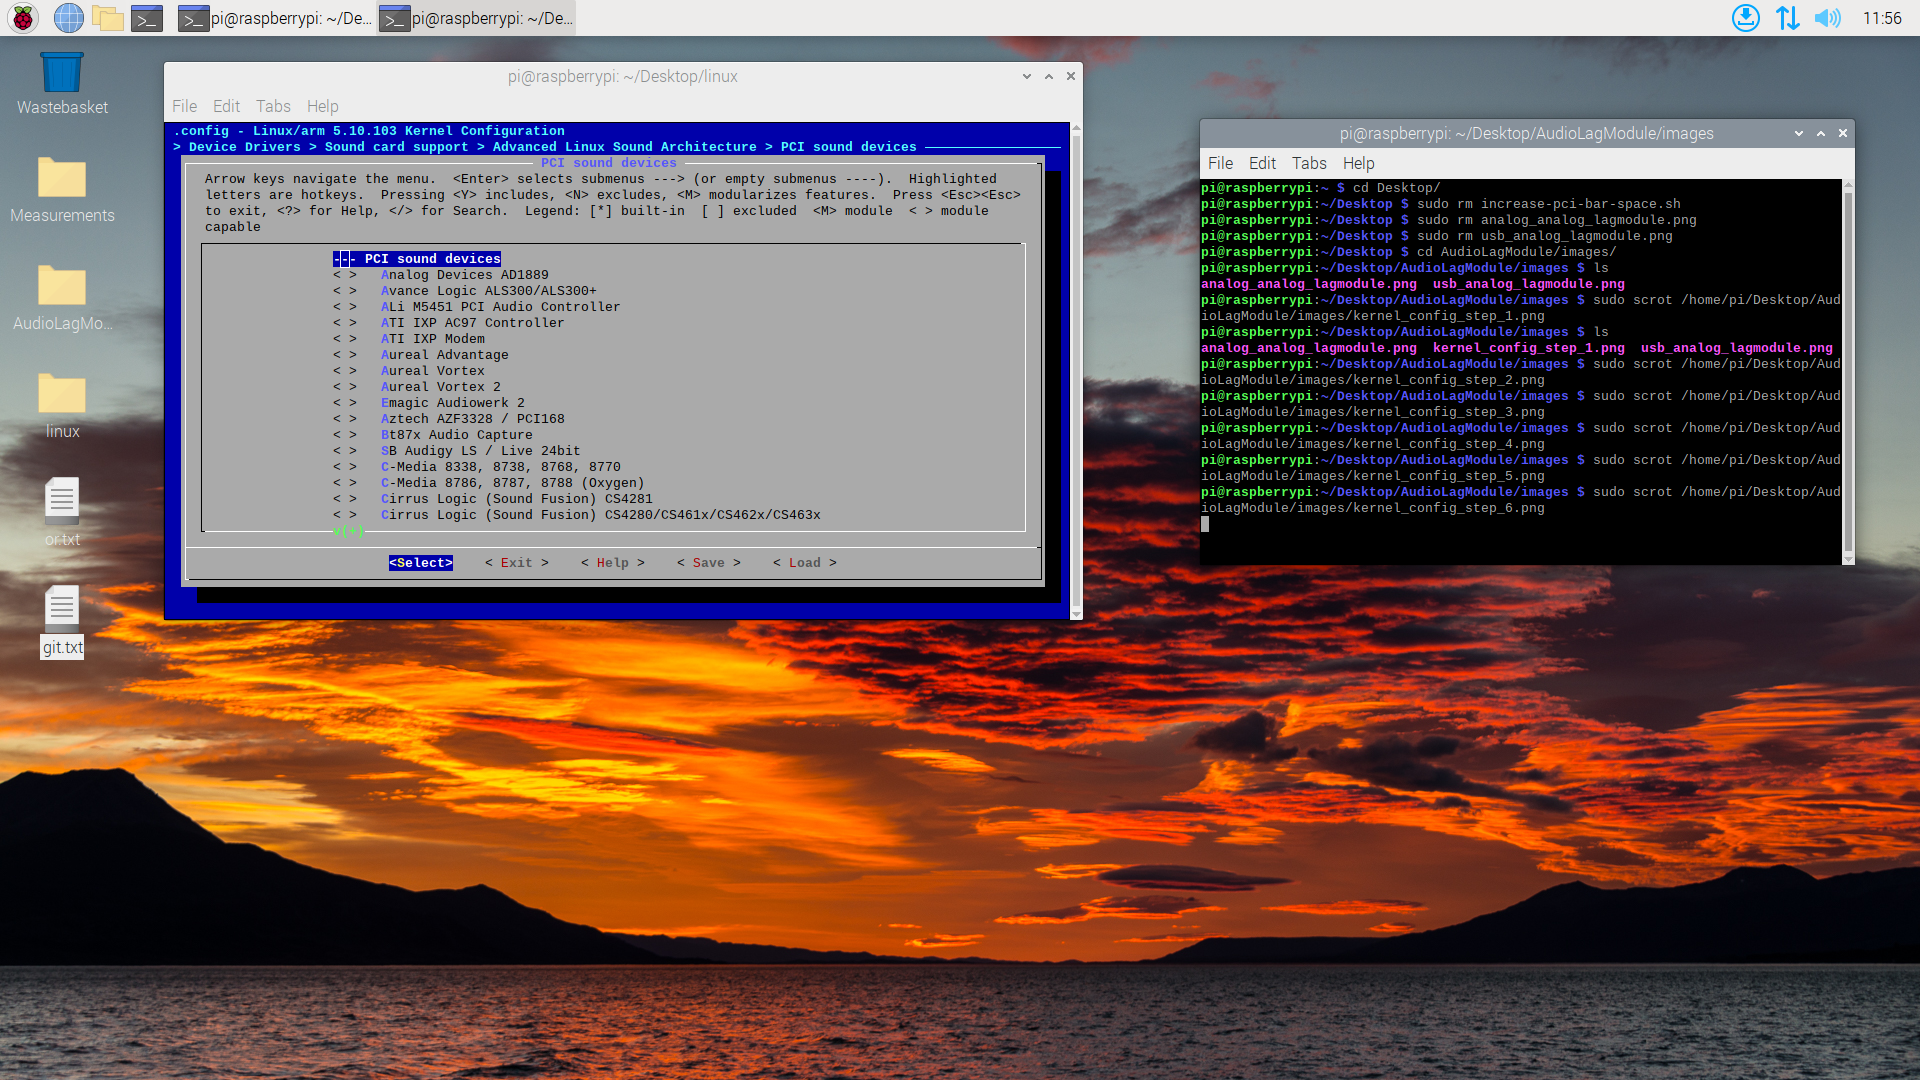 pi@raspberrypi: ~/De...
pi@raspberrypi: ~/De...
11:56
Wastebasket
Measurements
AudioLagMo...
linux
or.txt
git.txt
pi@raspberrypi: ~/Desktop/linux
File Edit Tabs Help
.config - Linux/arm 5.10.103 Kernel Configuration
> Device Drivers > Sound card support > Advanced Linux Sound Architecture > PCI sound devices
PCI sound devices
Arrow keys navigate the menu.  <Enter> selects submenus ---> (or empty submenus ----).  Highlighted
letters are hotkeys.  Pressing <Y> includes, <N> excludes, <M> modularizes features.  Press <Esc><Esc>
to exit, <?> for Help, </> for Search.  Legend: [*] built-in  [ ] excluded  <M> module  < > module
capable
--- PCI sound devices
< >   Analog Devices AD1889
< >   Avance Logic ALS300/ALS300+
< >   ALi M5451 PCI Audio Controller
< >   ATI IXP AC97 Controller
< >   ATI IXP Modem
< >   Aureal Advantage
< >   Aureal Vortex
< >   Aureal Vortex 2
< >   Emagic Audiowerk 2
< >   Aztech AZF3328 / PCI168
< >   Bt87x Audio Capture
< >   SB Audigy LS / Live 24bit
< >   C-Media 8338, 8738, 8768, 8770
< >   C-Media 8786, 8787, 8788 (Oxygen)
< >   Cirrus Logic (Sound Fusion) CS4281
< >   Cirrus Logic (Sound Fusion) CS4280/CS461x/CS462x/CS463x
v(+)
<Select>    < Exit >    < Help >    < Save >    < Load >
pi@raspberrypi: ~/Desktop/AudioLagModule/images
File Edit Tabs Help
pi@raspberrypi:~ $ cd Desktop/
pi@raspberrypi:~/Desktop $ sudo rm increase-pci-bar-space.sh
pi@raspberrypi:~/Desktop $ sudo rm analog_analog_lagmodule.png
pi@raspberrypi:~/Desktop $ sudo rm usb_analog_lagmodule.png
pi@raspberrypi:~/Desktop $ cd AudioLagModule/images/
pi@raspberrypi:~/Desktop/AudioLagModule/images $ ls
analog_analog_lagmodule.png  usb_analog_lagmodule.png
pi@raspberrypi:~/Desktop/AudioLagModule/images $ sudo scrot /home/pi/Desktop/Aud
ioLagModule/images/kernel_config_step_1.png
pi@raspberrypi:~/Desktop/AudioLagModule/images $ ls
analog_analog_lagmodule.png  kernel_config_step_1.png  usb_analog_lagmodule.png
pi@raspberrypi:~/Desktop/AudioLagModule/images $ sudo scrot /home/pi/Desktop/Aud
ioLagModule/images/kernel_config_step_2.png
pi@raspberrypi:~/Desktop/AudioLagModule/images $ sudo scrot /home/pi/Desktop/Aud
ioLagModule/images/kernel_config_step_3.png
pi@raspberrypi:~/Desktop/AudioLagModule/images $ sudo scrot /home/pi/Desktop/Aud
ioLagModule/images/kernel_config_step_4.png
pi@raspberrypi:~/Desktop/AudioLagModule/images $ sudo scrot /home/pi/Desktop/Aud
ioLagModule/images/kernel_config_step_5.png
pi@raspberrypi:~/Desktop/AudioLagModule/images $ sudo scrot /home/pi/Desktop/Aud
ioLagModule/images/kernel_config_step_6.png